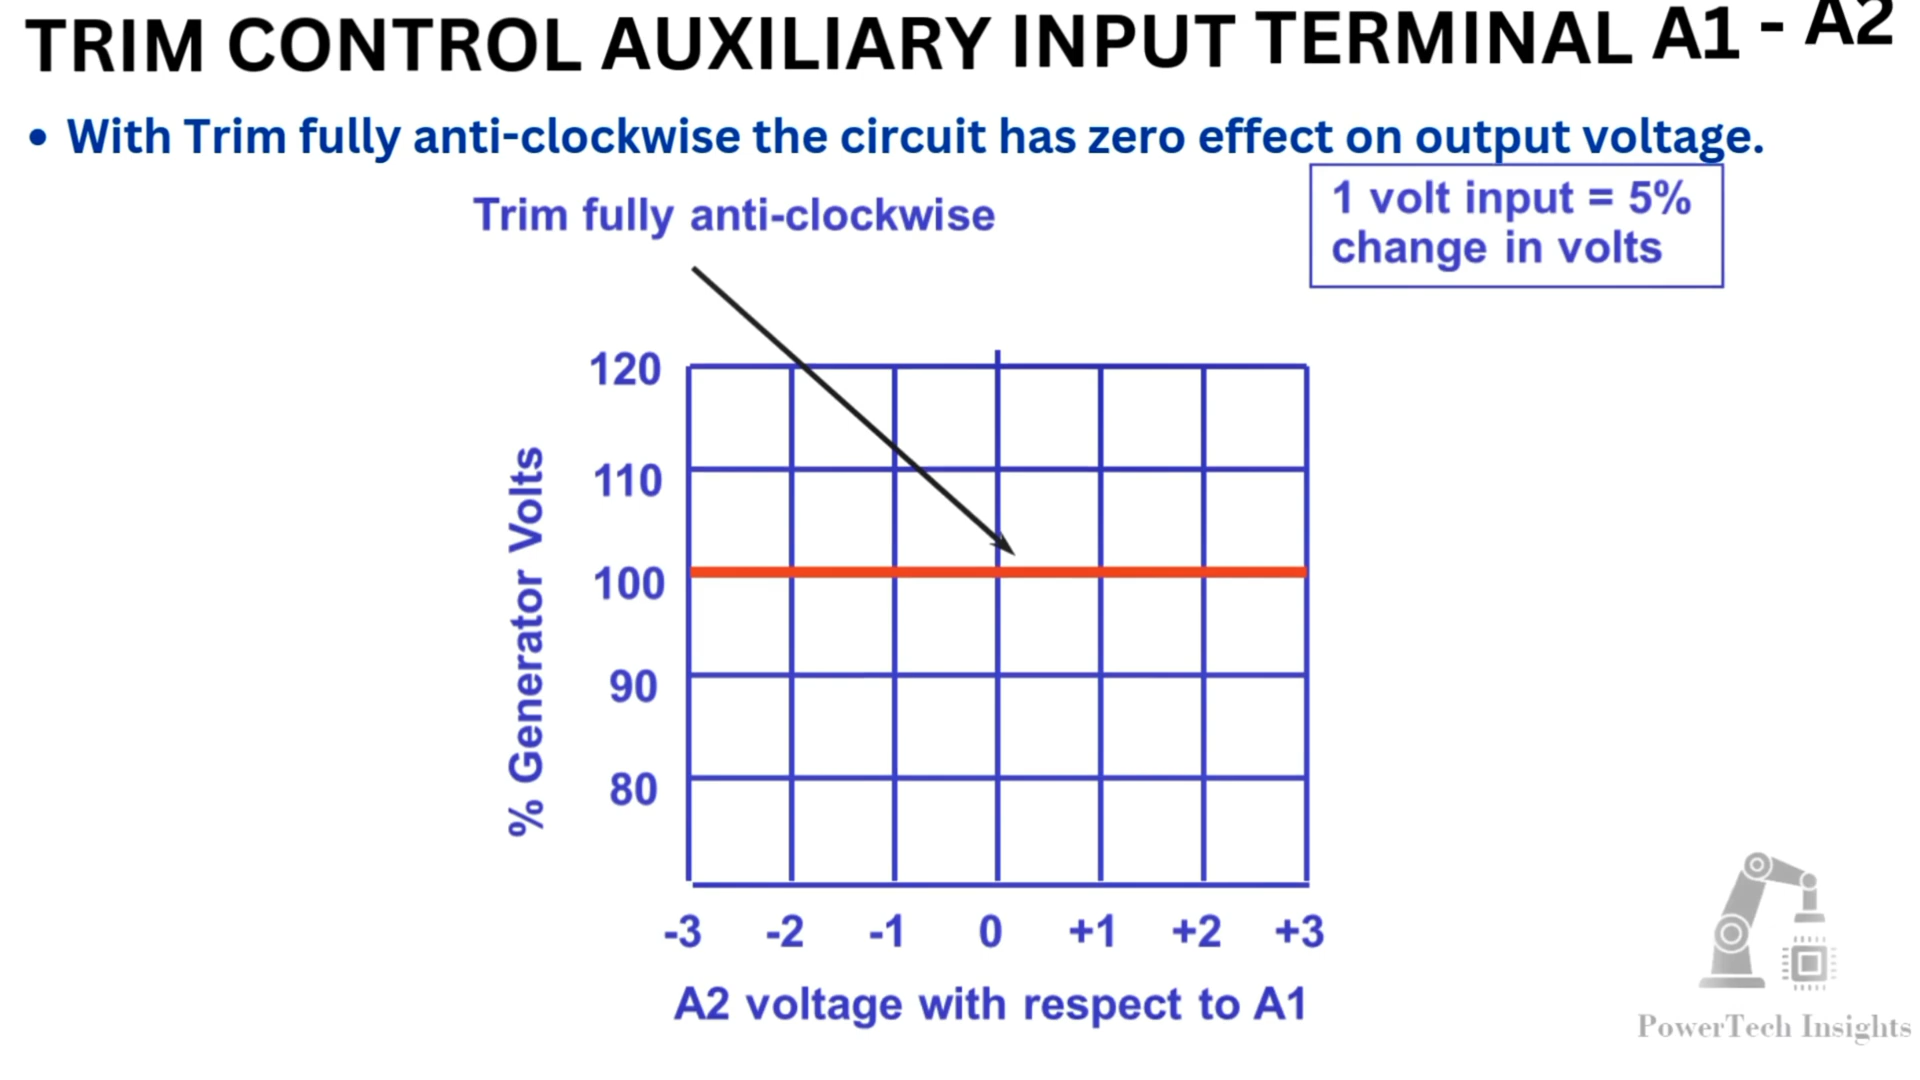 TRIM CONTROL AUXILIARY INPUT TERMINAL A1 - A2
• With Trim fully anti-clockwise the circuit has zero effect on output voltage.
Trim fully anti-clockwise
1 volt input = 5%
change in volts
120
110
100
90
80
% Generator Volts
-3 -2 -1 0 +1 +2 +3
A2 voltage with respect to A1
PowerTech Insights